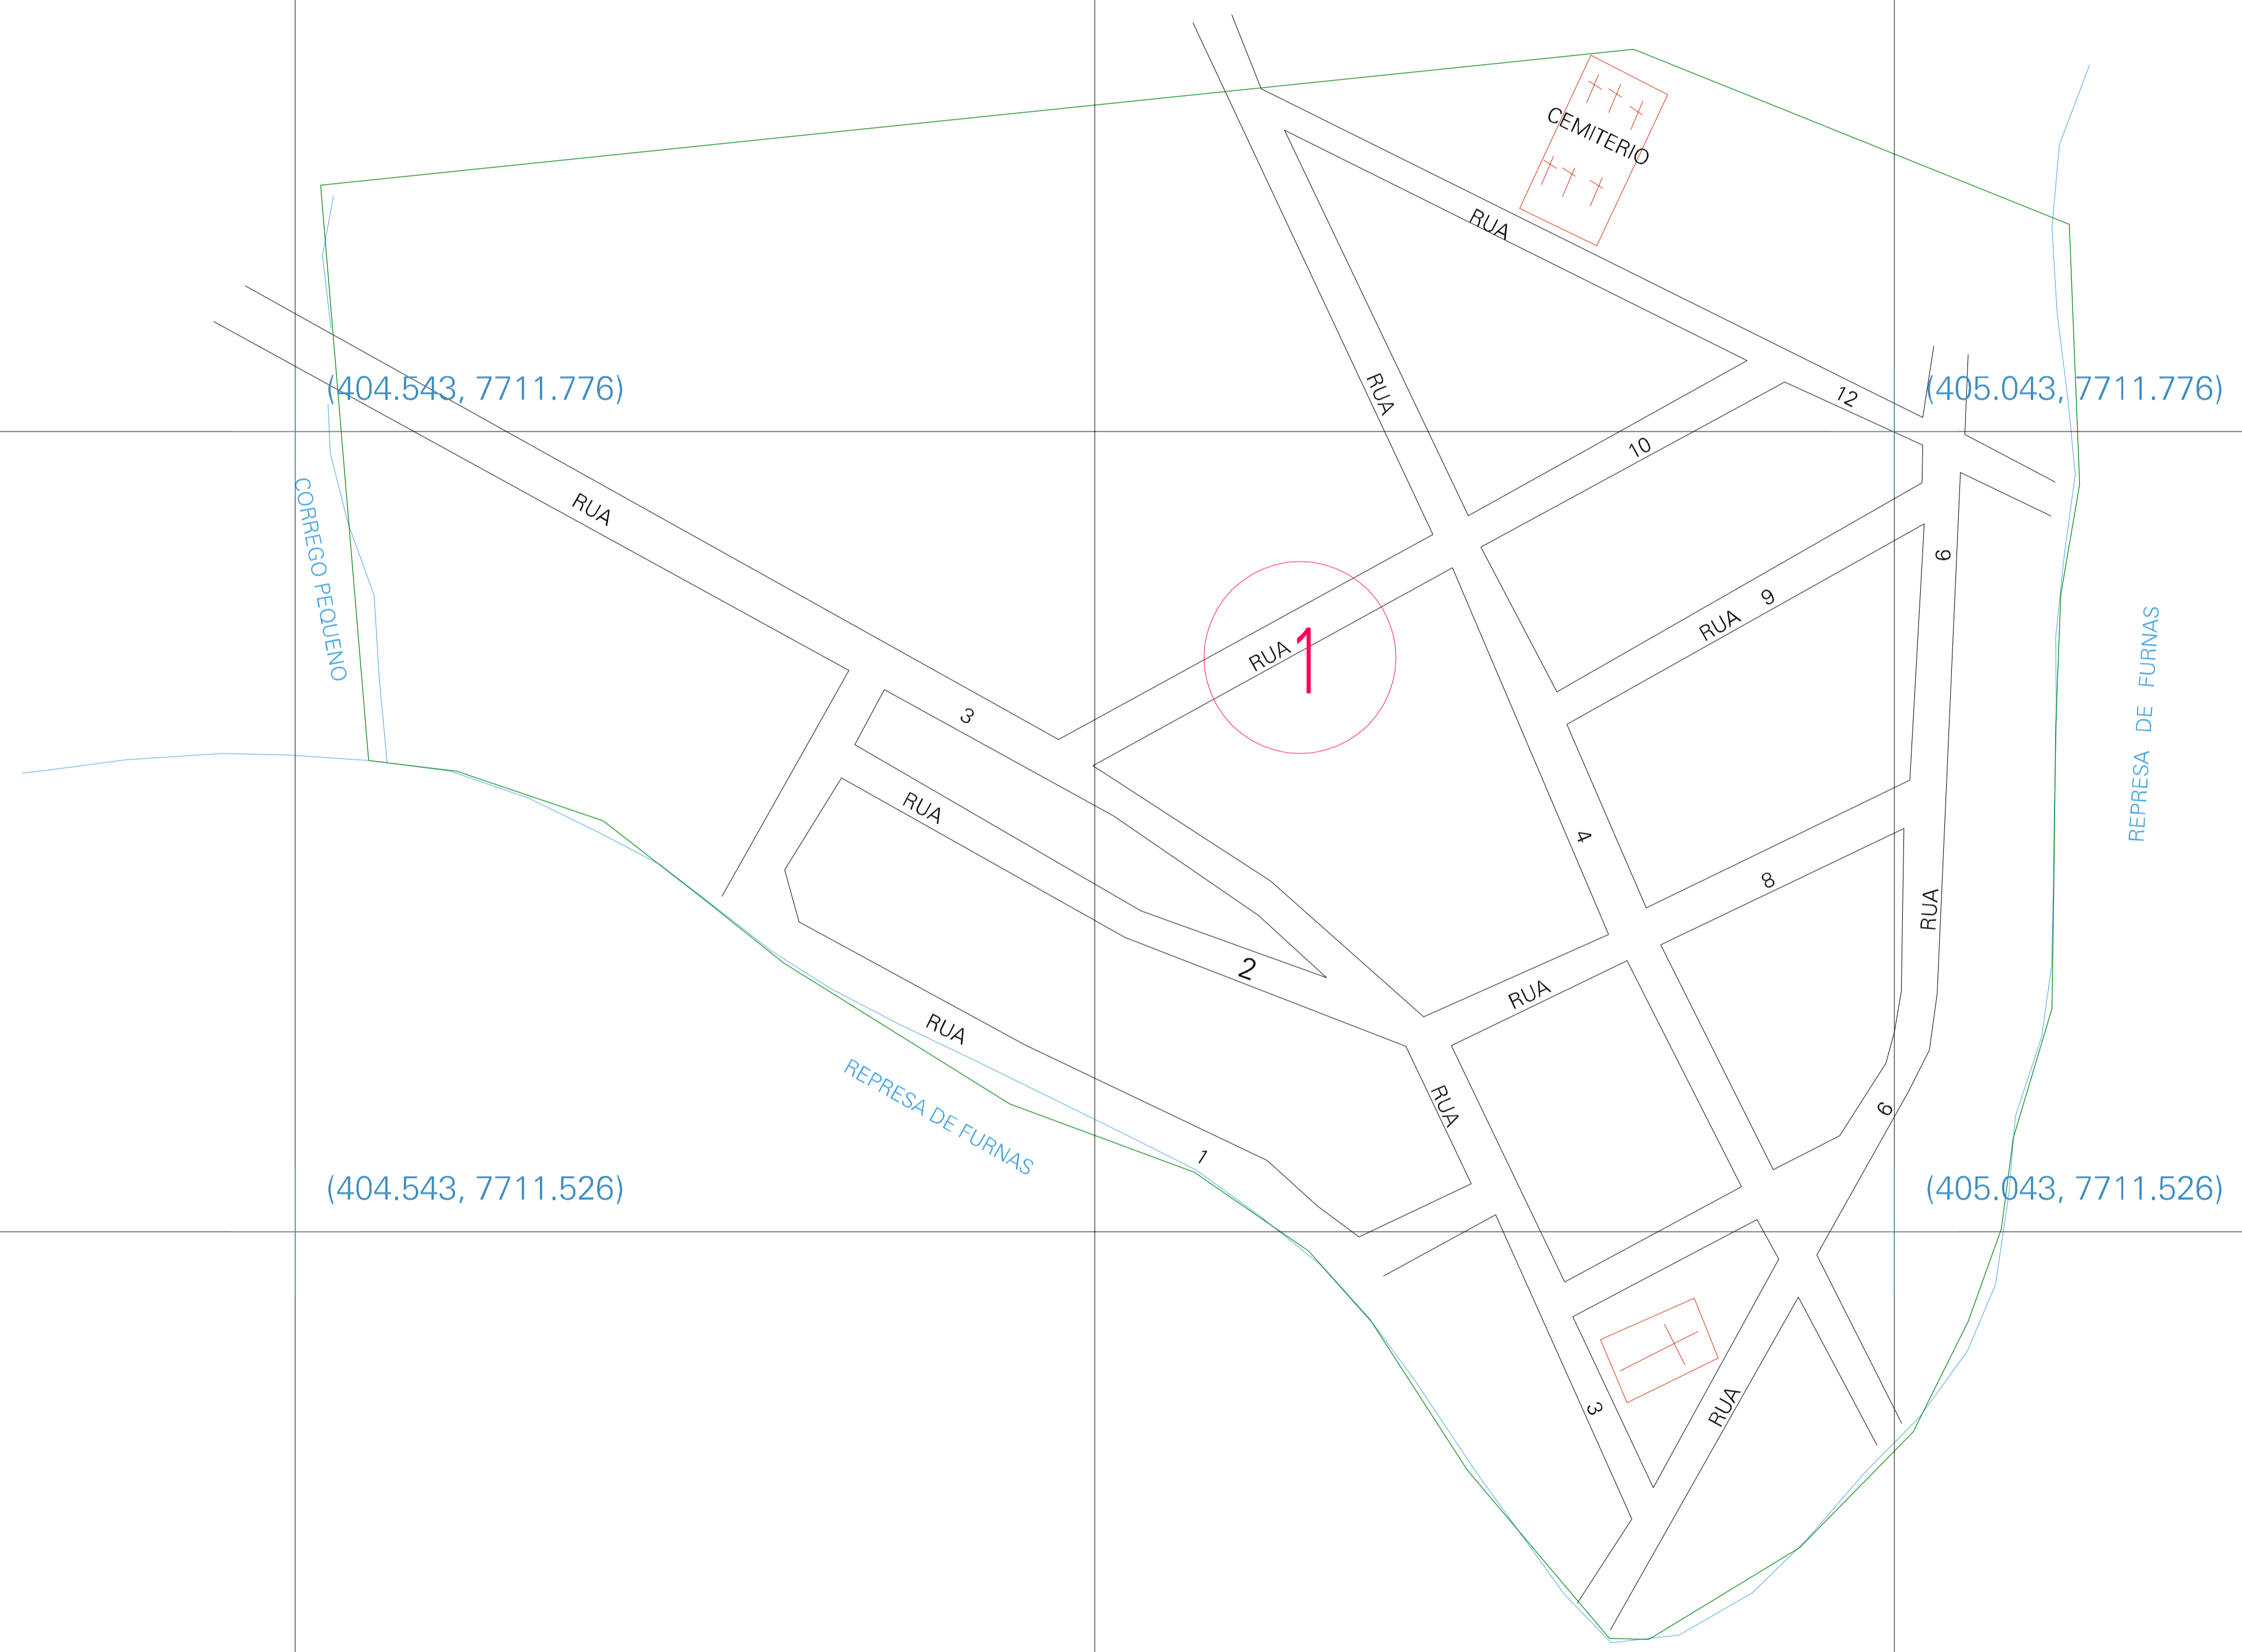 CEMITERIO
RUA 12
(404.543, 7711.776)
(405.043, 7711.776)
RUA 4
RUA 10
RUA 3
CORREGO PEQUENO
6
RUA 9
1
REPRESA DE FURNAS
RUA 2
RUA 8
RUA 6
RUA 1
REPRESA DE FURNAS
RUA 3
(404.543, 7711.526)
(405.043, 7711.526)
RUA